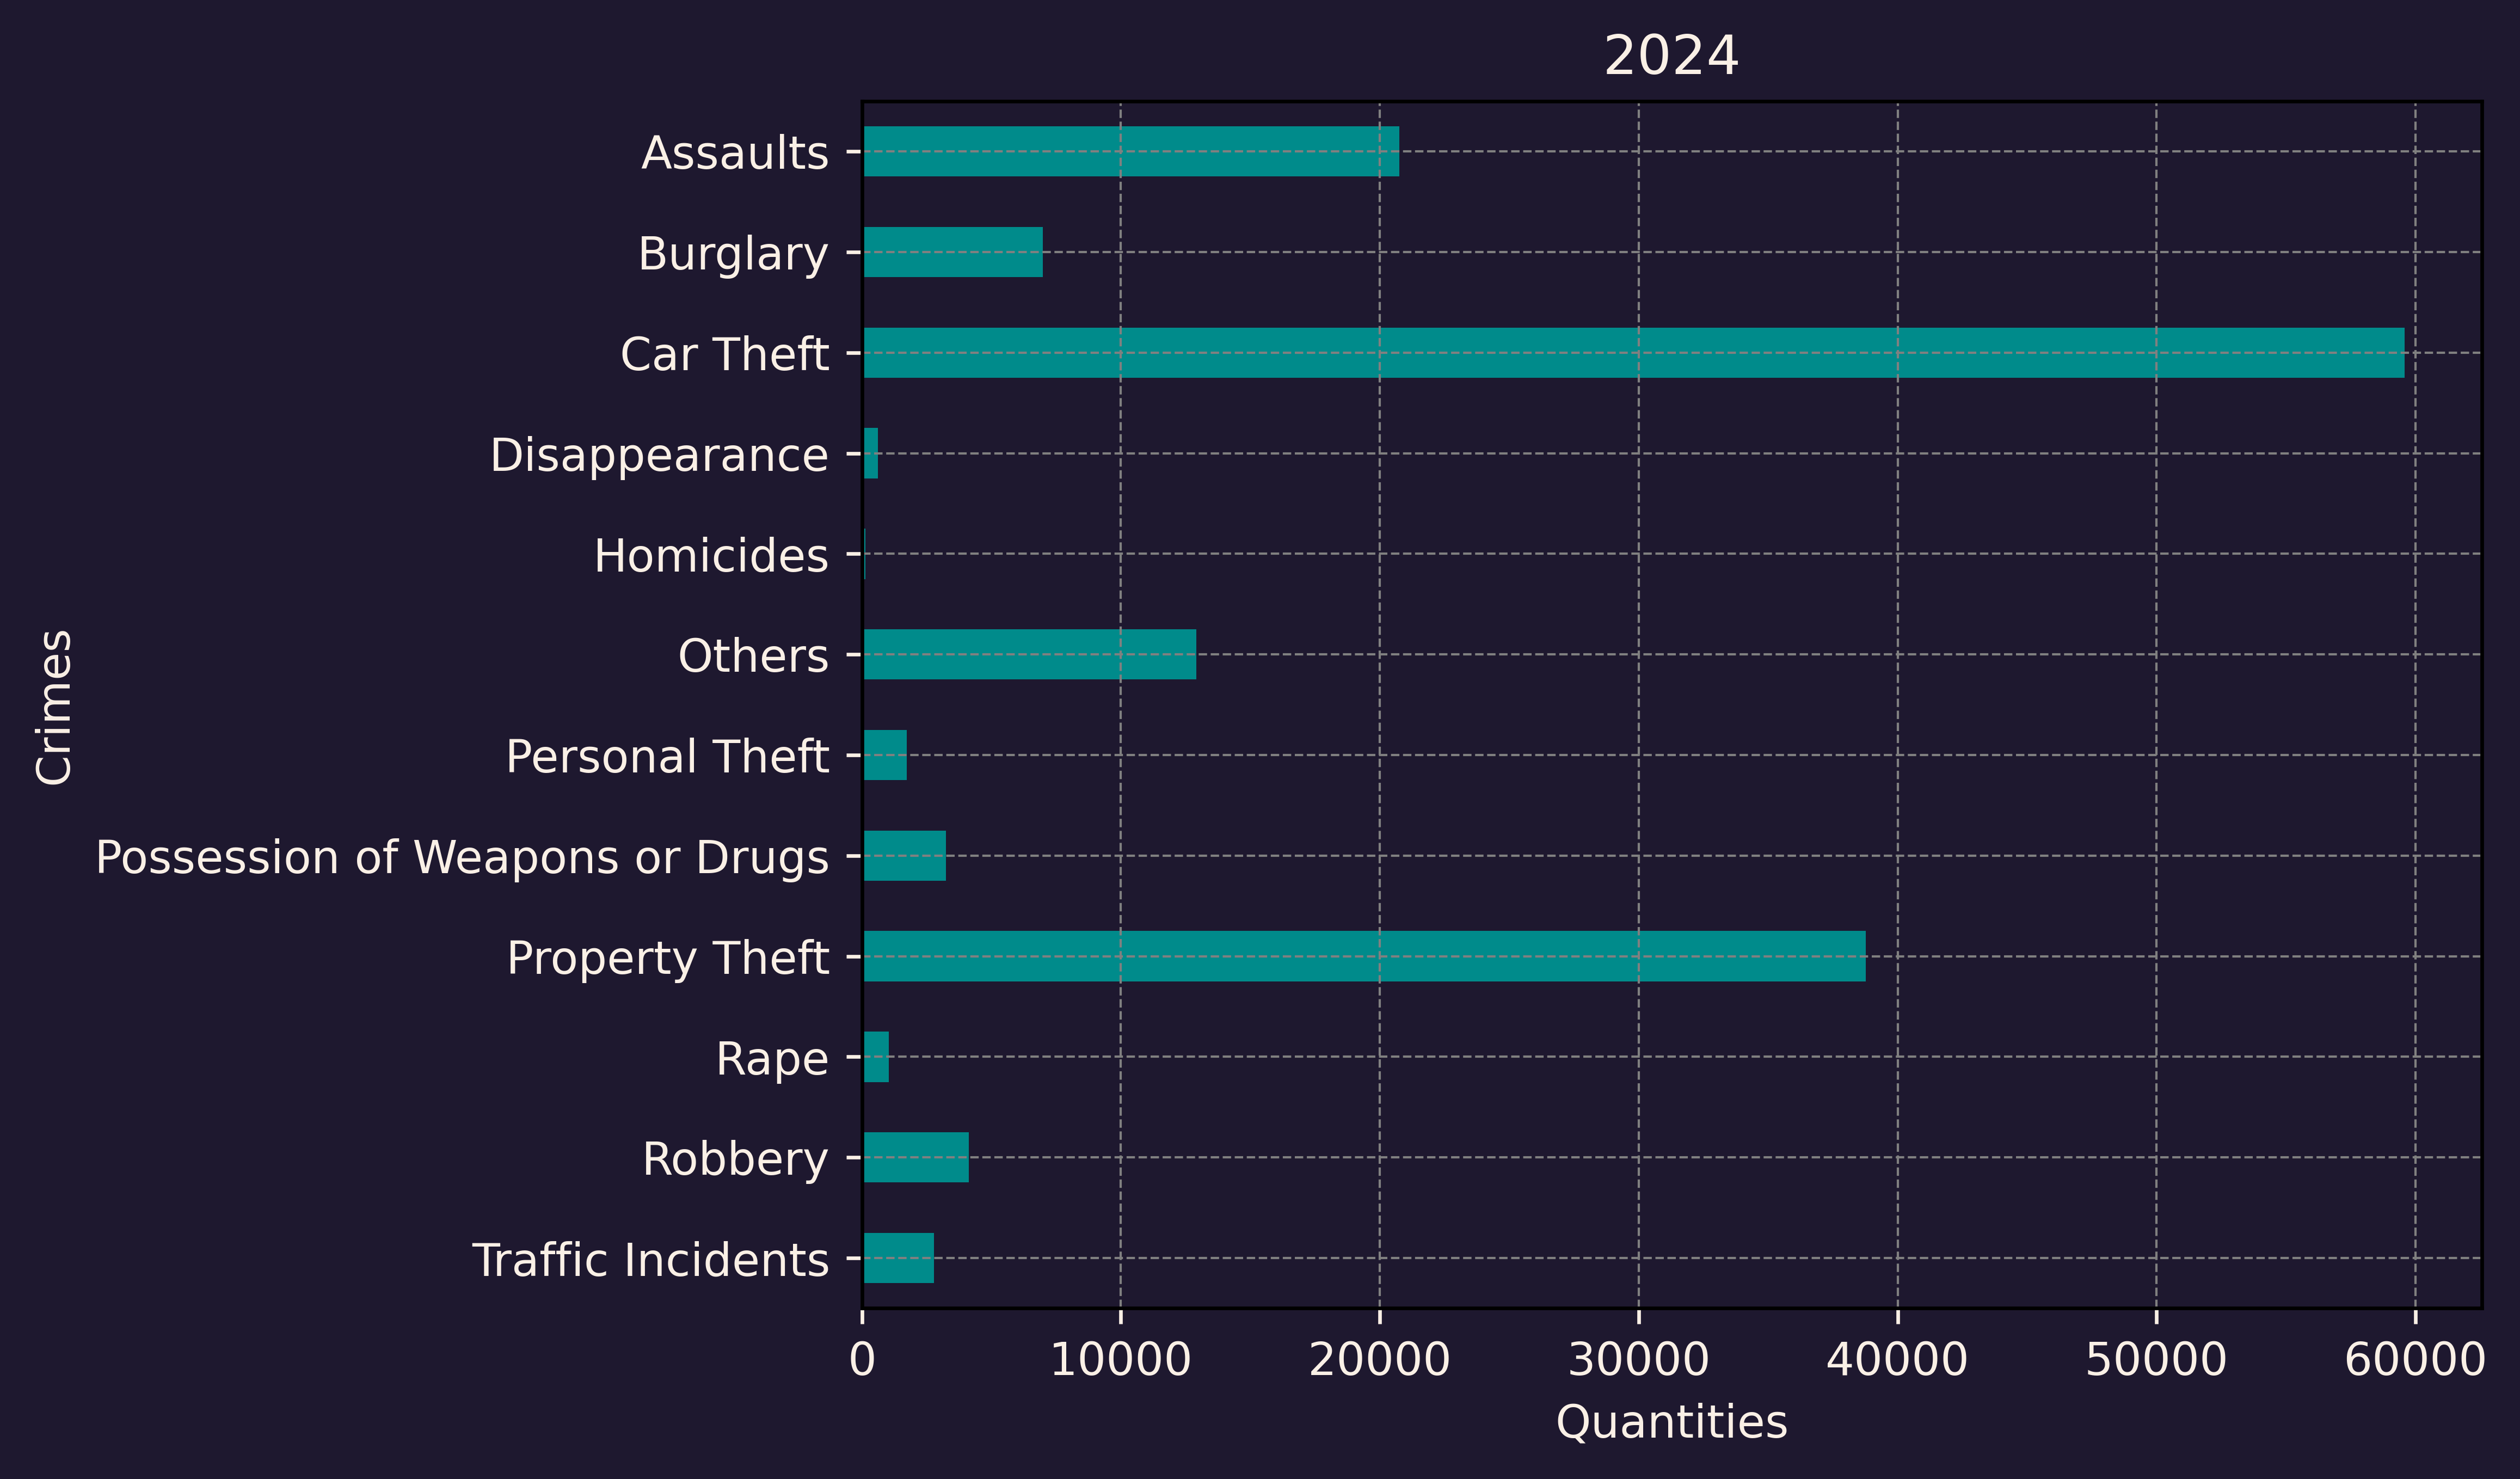 2024
Assaults
Burglary
Car Theft
Disappearance
Homicides
Others
Personal Theft
Possession of Weapons or Drugs
Property Theft
Rape
Robbery
Traffic Incidents
Crimes
0 10000 20000 30000 40000 50000 60000
Quantities